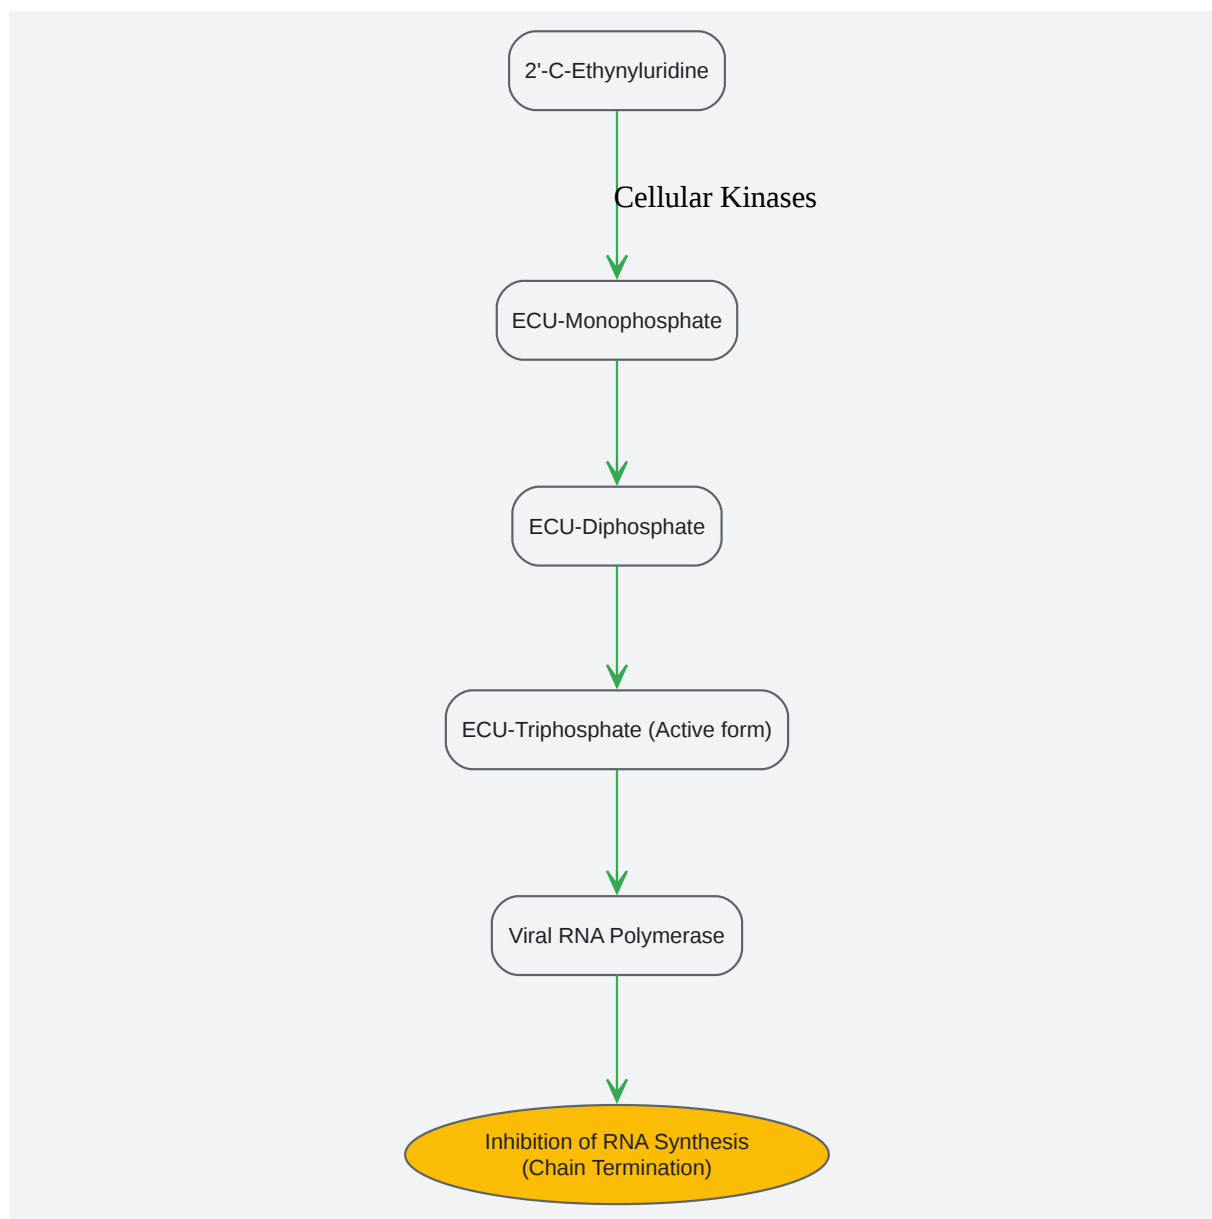 2'-C-Ethynyluridine
Cellular Kinases
ECU-Monophosphate
ECU-Diphosphate
ECU-Triphosphate (Active form)
Viral RNA Polymerase
Inhibition of RNA Synthesis
(Chain Termination)